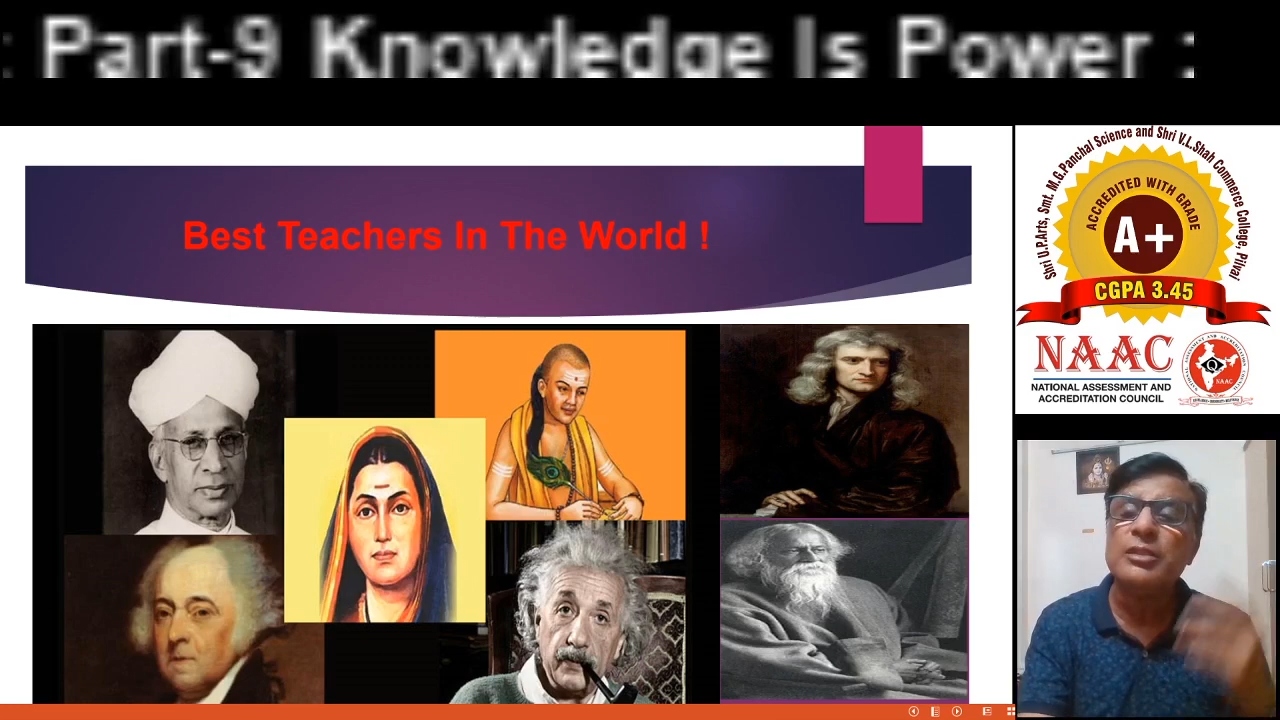 : Part-9 Knowledge Is Power :
Best Teachers In The World !
Shri U.P.Arts, Smt. M.G.Panchal Science and Shri V.L.Shah Commerce College, Pilvai
ACCREDITED WITH GRADE
A+
CGPA 3.45
NAAC
NATIONAL ASSESSMENT AND
ACCREDITATION COUNCIL
NAAC